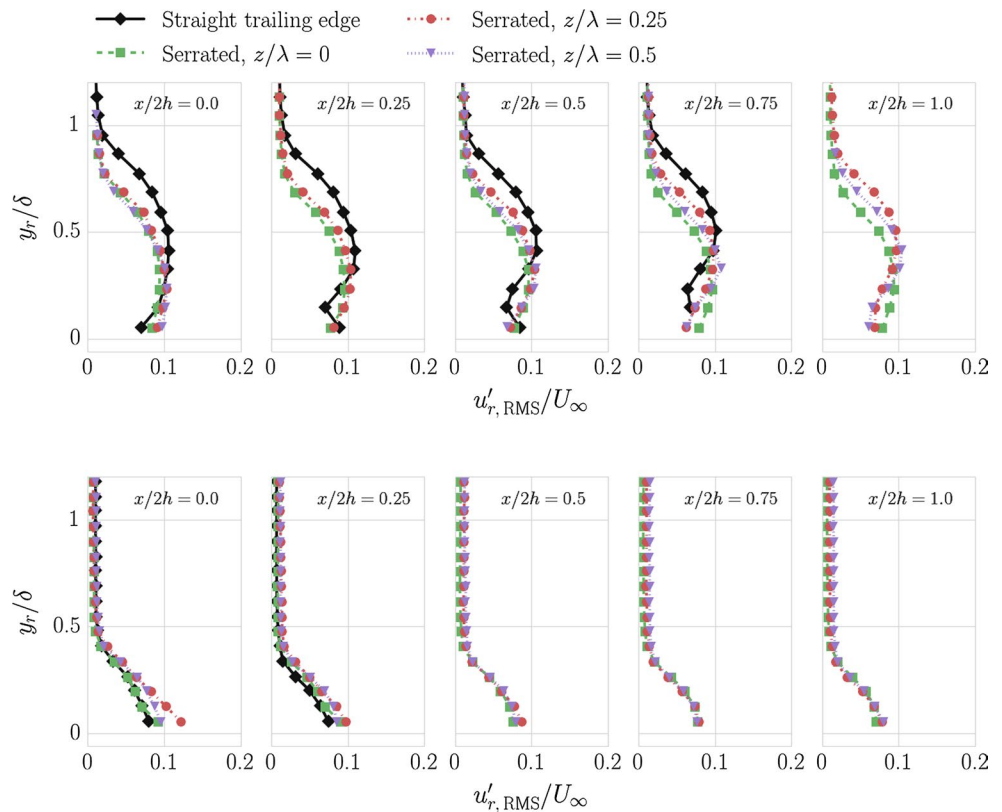 Straight trailing edge
Serrated, z/λ = 0
Serrated, z/λ = 0.25
Serrated, z/λ = 0.5
x/2h = 0.0 x/2h = 0.25 x/2h = 0.5 x/2h = 0.75 x/2h = 1.0
1
0.5
0
y_r/δ
0 0.1 0.2 0 0.1 0.2 0 0.1 0.2 0 0.1 0.2 0 0.1 0.2
u′_{r,RMS}/U_∞
x/2h = 0.0 x/2h = 0.25 x/2h = 0.5 x/2h = 0.75 x/2h = 1.0
1
0.5
0
y_r/δ
0 0.1 0.2 0 0.1 0.2 0 0.1 0.2 0 0.1 0.2 0 0.1 0.2
u′_{r,RMS}/U_∞